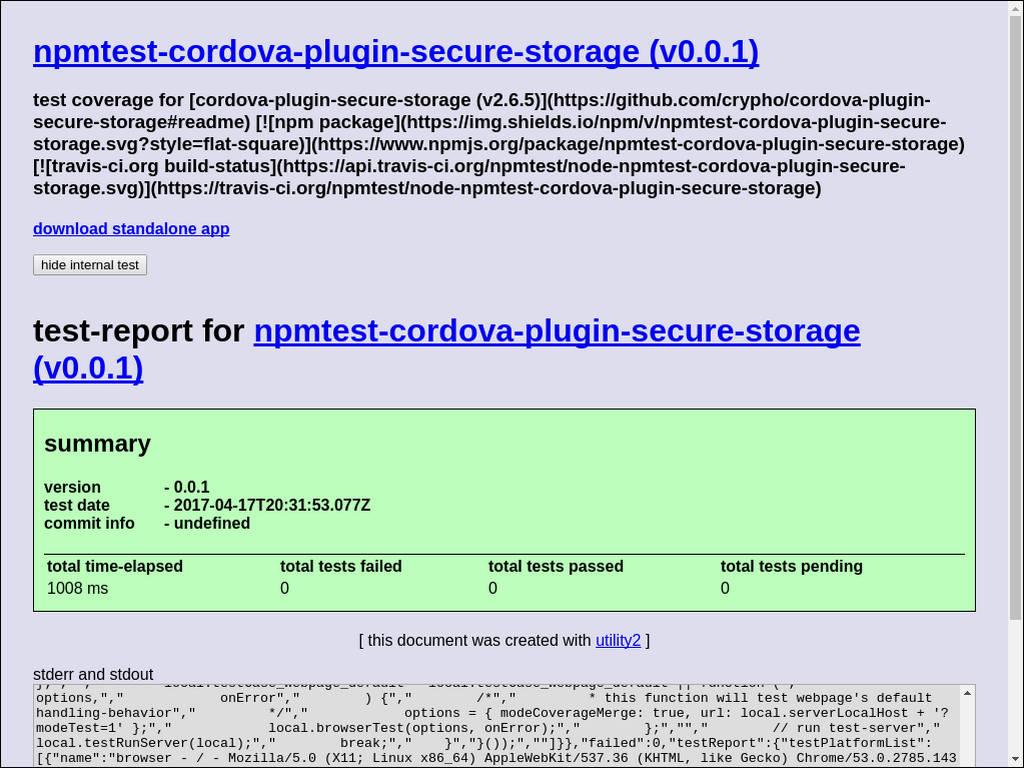 npmtest-cordova-plugin-secure-storage (v0.0.1)
test coverage for [cordova-plugin-secure-storage (v2.6.5)](https://github.com/crypho/cordova-plugin-
secure-storage#readme) [![npm package](https://img.shields.io/npm/v/npmtest-cordova-plugin-secure-
storage.svg?style=flat-square)](https://www.npmjs.org/package/npmtest-cordova-plugin-secure-storage)
[![travis-ci.org build-status](https://api.travis-ci.org/npmtest/node-npmtest-cordova-plugin-secure-
storage.svg)](https://travis-ci.org/npmtest/node-npmtest-cordova-plugin-secure-storage)
download standalone app
hide internal test
test-report for npmtest-cordova-plugin-secure-storage
(v0.0.1)
summary
version - 0.0.1
test date - 2017-04-17T20:31:53.077Z
commit info - undefined
total time-elapsed total tests failed total tests passed total tests pending
1008 ms 0 0 0
[ this document was created with utility2 ]
stderr and stdout
options,"," onError"," ) {"," /*"," * this function will test webpage's default
handling-behavior"," */"," options = { modeCoverageMerge: true, url: local.serverLocalHost + '?
modeTest=1' };"," local.browserTest(options, onError);"," };",""," // run test-server","
local.testRunServer(local);"," break;"," }","}());",""]}},"failed":0,"testReport":{"testPlatformList":
[{"name":"browser - / - Mozilla/5.0 (X11; Linux x86_64) AppleWebKit/537.36 (KHTML, like Gecko) Chrome/53.0.2785.143